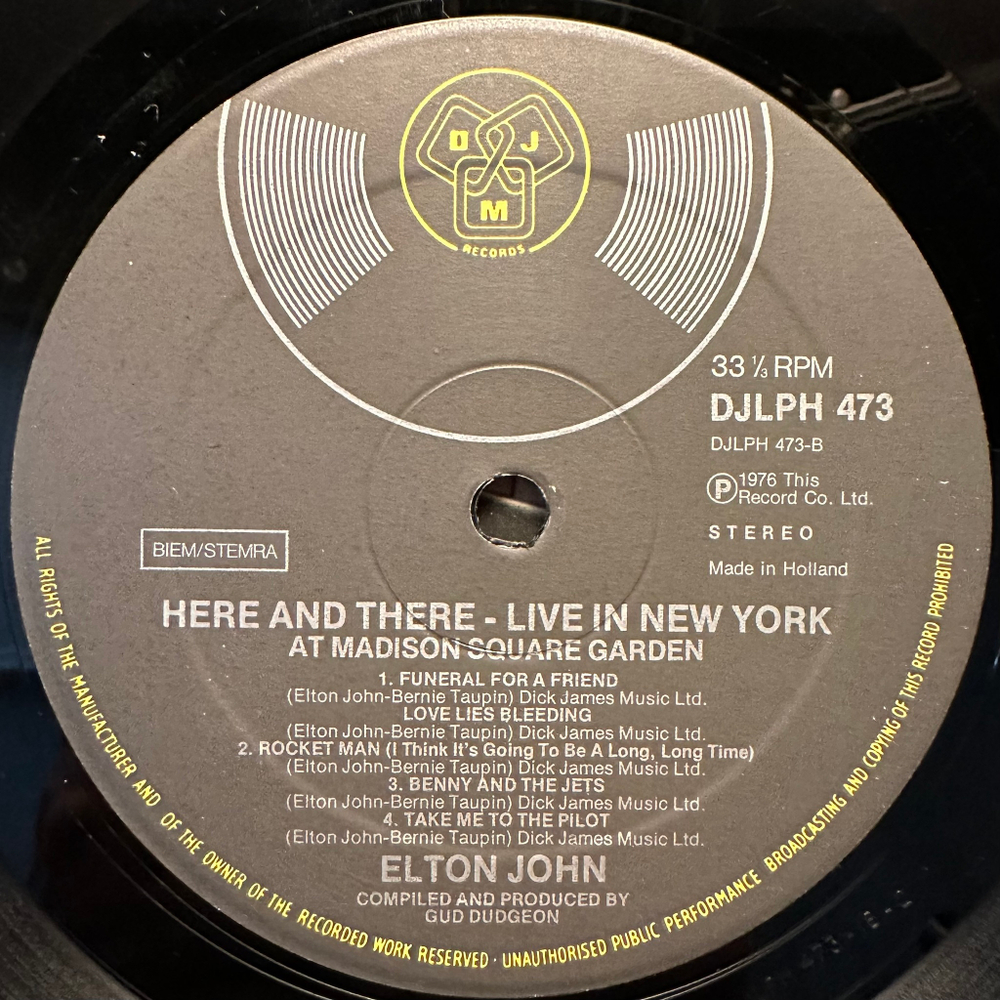 D J
M
RECORDS
33 ⅓ RPM
DJLPH 473
DJLPH 473-B
Ⓟ 1976 This
Record Co. Ltd.
STEREO
Made in Holland
BIEM/STEMRA
HERE AND THERE - LIVE IN NEW YORK
AT MADISON SQUARE GARDEN
1. FUNERAL FOR A FRIEND
(Elton John-Bernie Taupin) Dick James Music Ltd.
LOVE LIES BLEEDING
(Elton John-Bernie Taupin) Dick James Music Ltd.
2. ROCKET MAN (I Think It's Going To Be A Long, Long Time)
(Elton John-Bernie Taupin) Dick James Music Ltd.
3. BENNY AND THE JETS
(Elton John-Bernie Taupin) Dick James Music Ltd.
4. TAKE ME TO THE PILOT
(Elton John-Bernie Taupin) Dick James Music Ltd.
ELTON JOHN
COMPILED AND PRODUCED BY
GUD DUDGEON
ALL RIGHTS OF THE MANUFACTURER AND OF THE OWNER OF THE RECORDED WORK RESERVED · UNAUTHORISED PUBLIC PERFORMANCE BROADCASTING AND COPYING OF THIS RECORD PROHIBITED